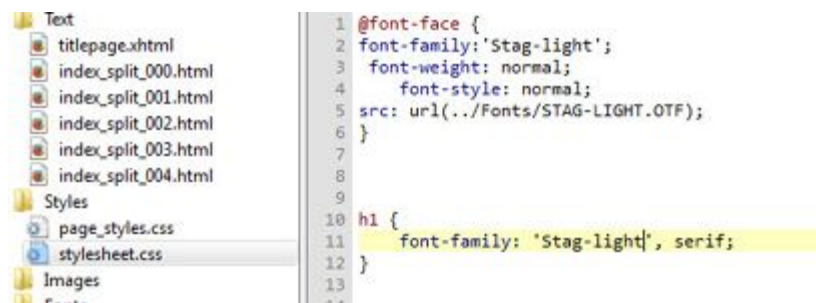 Text
titlepage.xhtml
index_split_000.html
index_split_001.html
index_split_002.html
index_split_003.html
index_split_004.html
Styles
page_styles.css
stylesheet.css
Images
Fonts
1 @font-face {
2 font-family:'Stag-light';
3 font-weight: normal;
4 font-style: normal;
5 src: url(../Fonts/STAG-LIGHT.OTF);
6 }
7
8
9
10 h1 {
11 font-family: "Stag-light", serif;
12 }
13